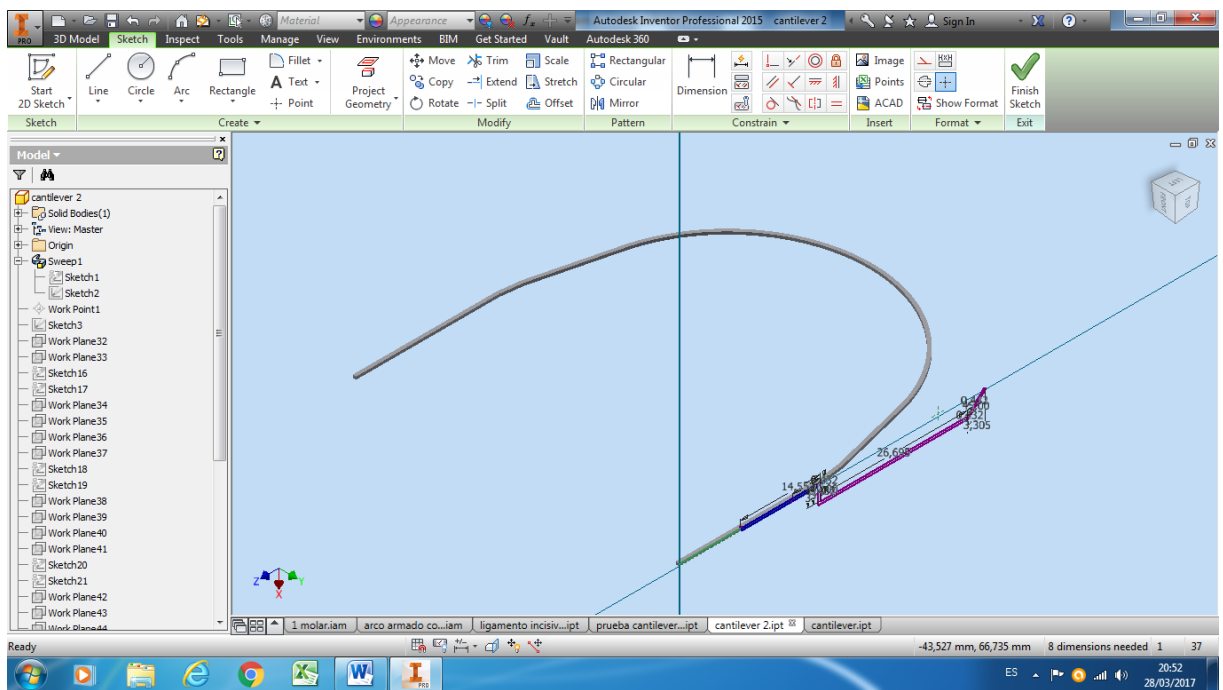 Material Appearance Autodesk Inventor Professional 2015 cantilever 2 Sign In
PRO 3D Model Sketch Inspect Tools Manage View Environments BIM Get Started Vault Autodesk 360
Start 2D Sketch Line Circle Arc Rectangle Fillet Text Point Project Geometry Move Copy Rotate Trim Extend Split Scale Stretch Offset Rectangular Circular Mirror Dimension Image Points ACAD Show Format Finish Sketch
Sketch Create Modify Pattern Constrain Insert Format Exit
Model
cantilever 2
Solid Bodies(1)
View: Master
Origin
Sweep1
Sketch1
Sketch2
Work Point1
Sketch3
Work Plane32
Work Plane33
Sketch16
Sketch17
Work Plane34
Work Plane35
Work Plane36
Work Plane37
Sketch18
Sketch19
Work Plane38
Work Plane39
Work Plane40
Work Plane41
Sketch20
Sketch21
Work Plane42
Work Plane43
Work Plane44
LEFT
FRONT
TOP
3,305
Z Y
X
1 molar.iam arco armado co...iam ligamento incisiv...ipt prueba cantilever...ipt cantilever 2.ipt cantilever.ipt
Ready -43,527 mm, 66,735 mm 8 dimensions needed 1 37
ES 20:52
28/03/2017